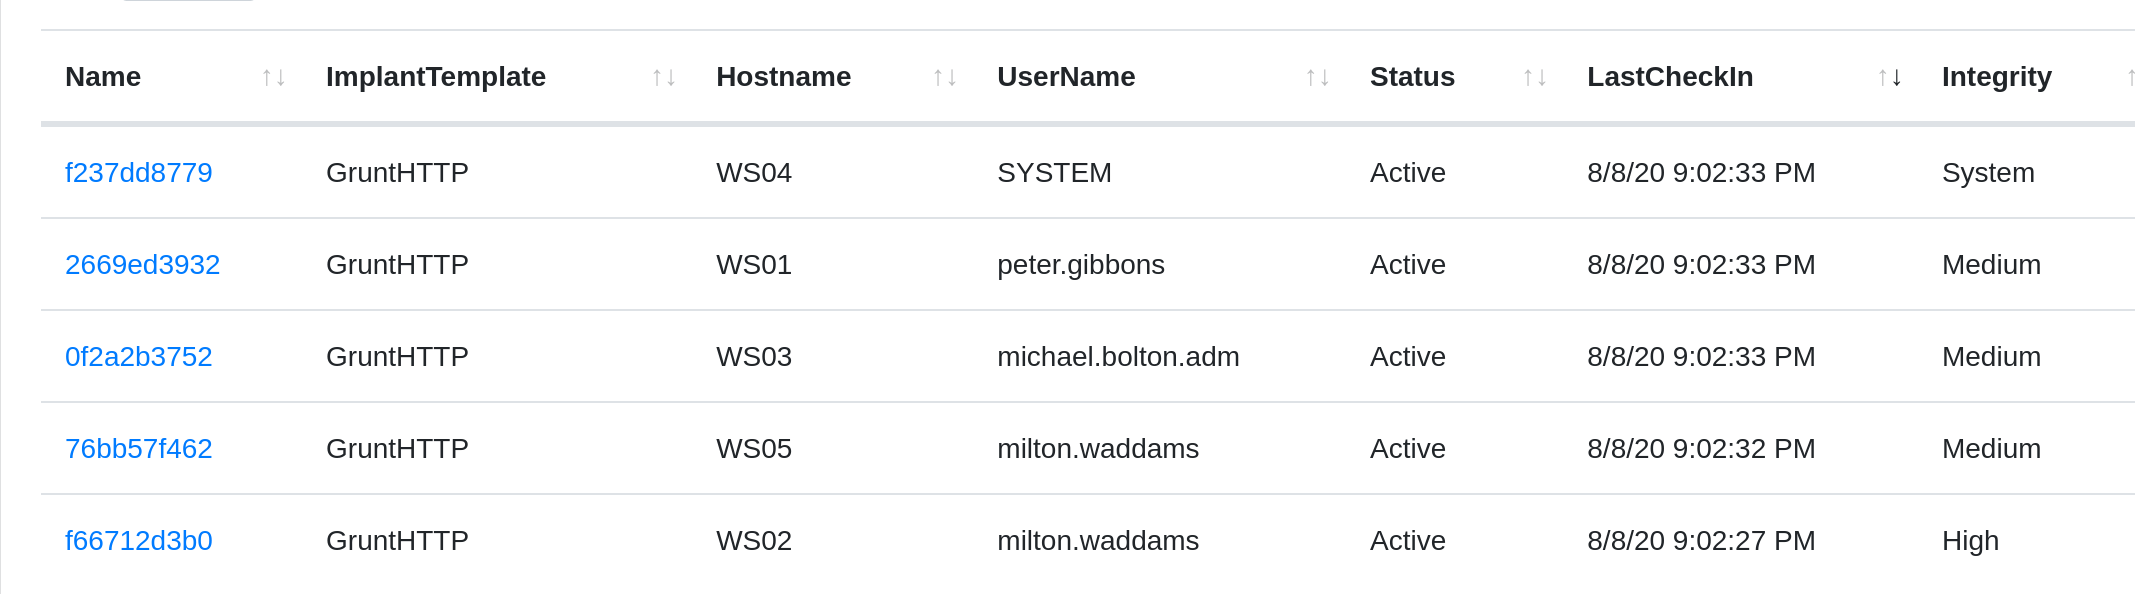 Name ↑↓ ImplantTemplate ↑↓ Hostname ↑↓ UserName ↑↓ Status ↑↓ LastCheckIn ↑↓ Integrity ↑
f237dd8779 GruntHTTP WS04 SYSTEM Active 8/8/20 9:02:33 PM System
2669ed3932 GruntHTTP WS01 peter.gibbons Active 8/8/20 9:02:33 PM Medium
0f2a2b3752 GruntHTTP WS03 michael.bolton.adm Active 8/8/20 9:02:33 PM Medium
76bb57f462 GruntHTTP WS05 milton.waddams Active 8/8/20 9:02:32 PM Medium
f66712d3b0 GruntHTTP WS02 milton.waddams Active 8/8/20 9:02:27 PM High